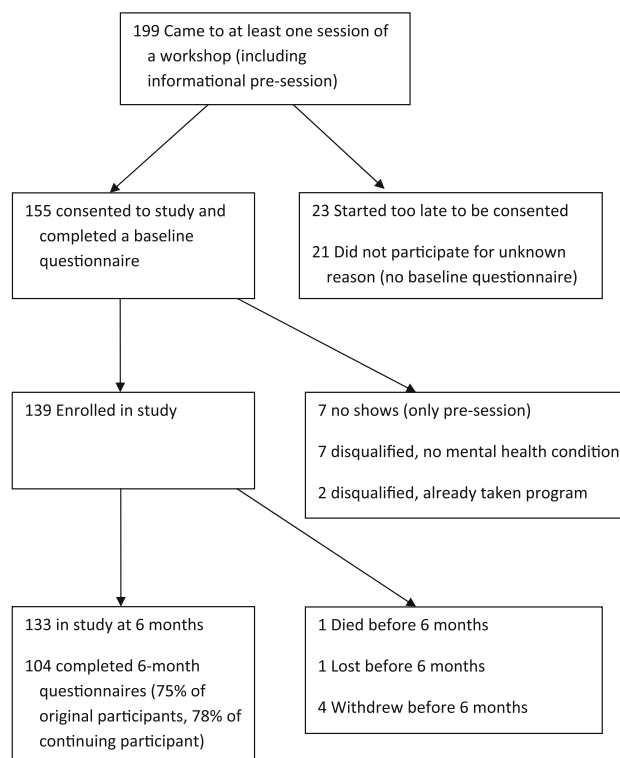 199 Came to at least one session of
a workshop (including
informational pre-session)
155 consented to study and
completed a baseline
questionnaire
23 Started too late to be consented
21 Did not participate for unknown
reason (no baseline questionnaire)
139 Enrolled in study
7 no shows (only pre-session)
7 disqualified, no mental health condition
2 disqualified, already taken program
133 in study at 6 months
104 completed 6-month
questionnaires (75% of
original participants, 78% of
continuing participant)
1 Died before 6 months
1 Lost before 6 months
4 Withdrew before 6 months